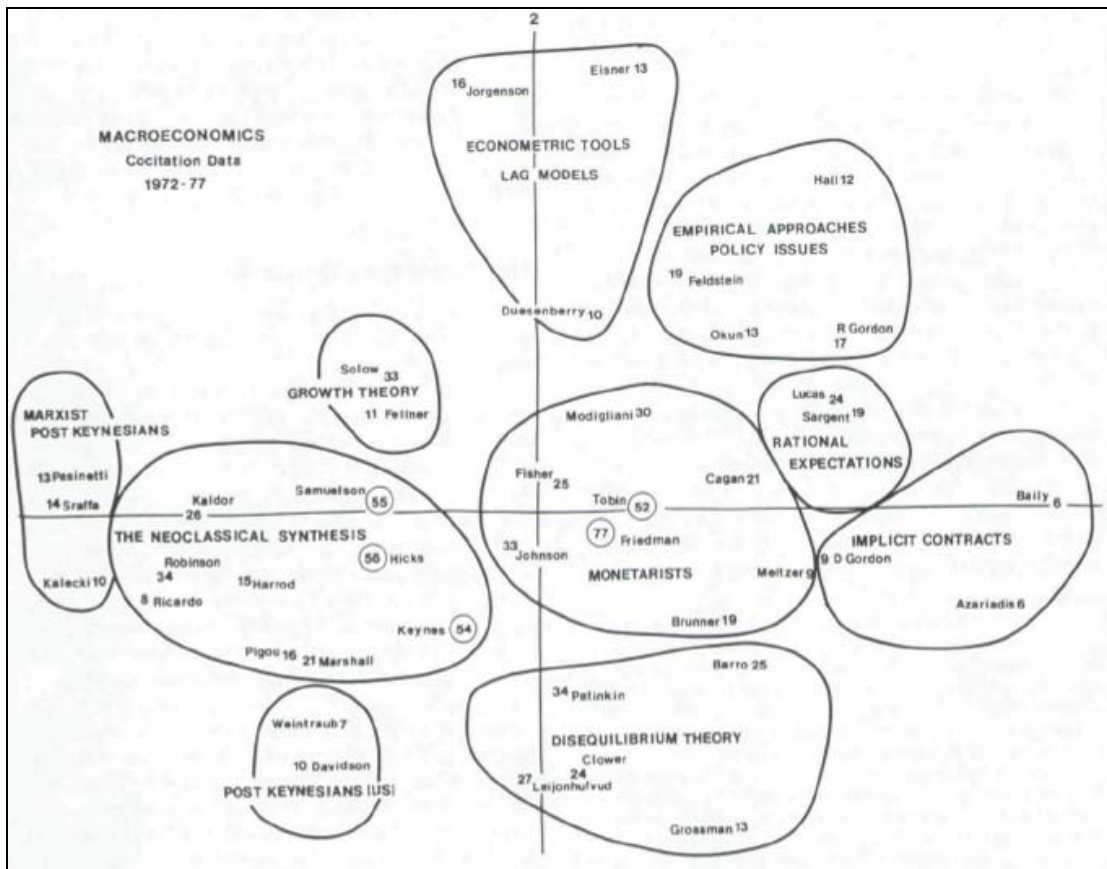 2
16 Jorgenson
Eisner 13
MACROECONOMICS
Cocitation Data
1972-77
ECONOMETRIC TOOLS
LAG MODELS
Hall 12
EMPIRICAL APPROACHES
POLICY ISSUES
19 Feldstein
Duesenberry 10
Okun 13
R Gordon
17
Solow 33
GROWTH THEORY
11 Fellner
MARXIST
POST KEYNESIANS
13 Pasinetti
14 Sraffa
Kalecki 10
Modigliani 30
Lucas 24
Sargent 19
RATIONAL
EXPECTATIONS
Fisher 25
Cagan 21
Tobin 52
77 Friedman
33
Johnson
MONETARISTS
Meltzer 9
Brunner 19
Samuelson 55
Kaldor
26
THE NEOCLASSICAL SYNTHESIS
56 Hicks
Robinson
34
15 Harrod
8 Ricardo
Keynes 54
Pigou 16
21 Marshall
Baily 6
IMPLICIT CONTRACTS
9 D Gordon
Azariadis 6
Barro 25
34 Patinkin
DISEQUILIBRIUM THEORY
Clower
24
27 Leijonhufvud
Grossman 13
Weintraub 7
10 Davidson
POST KEYNESIANS (US)